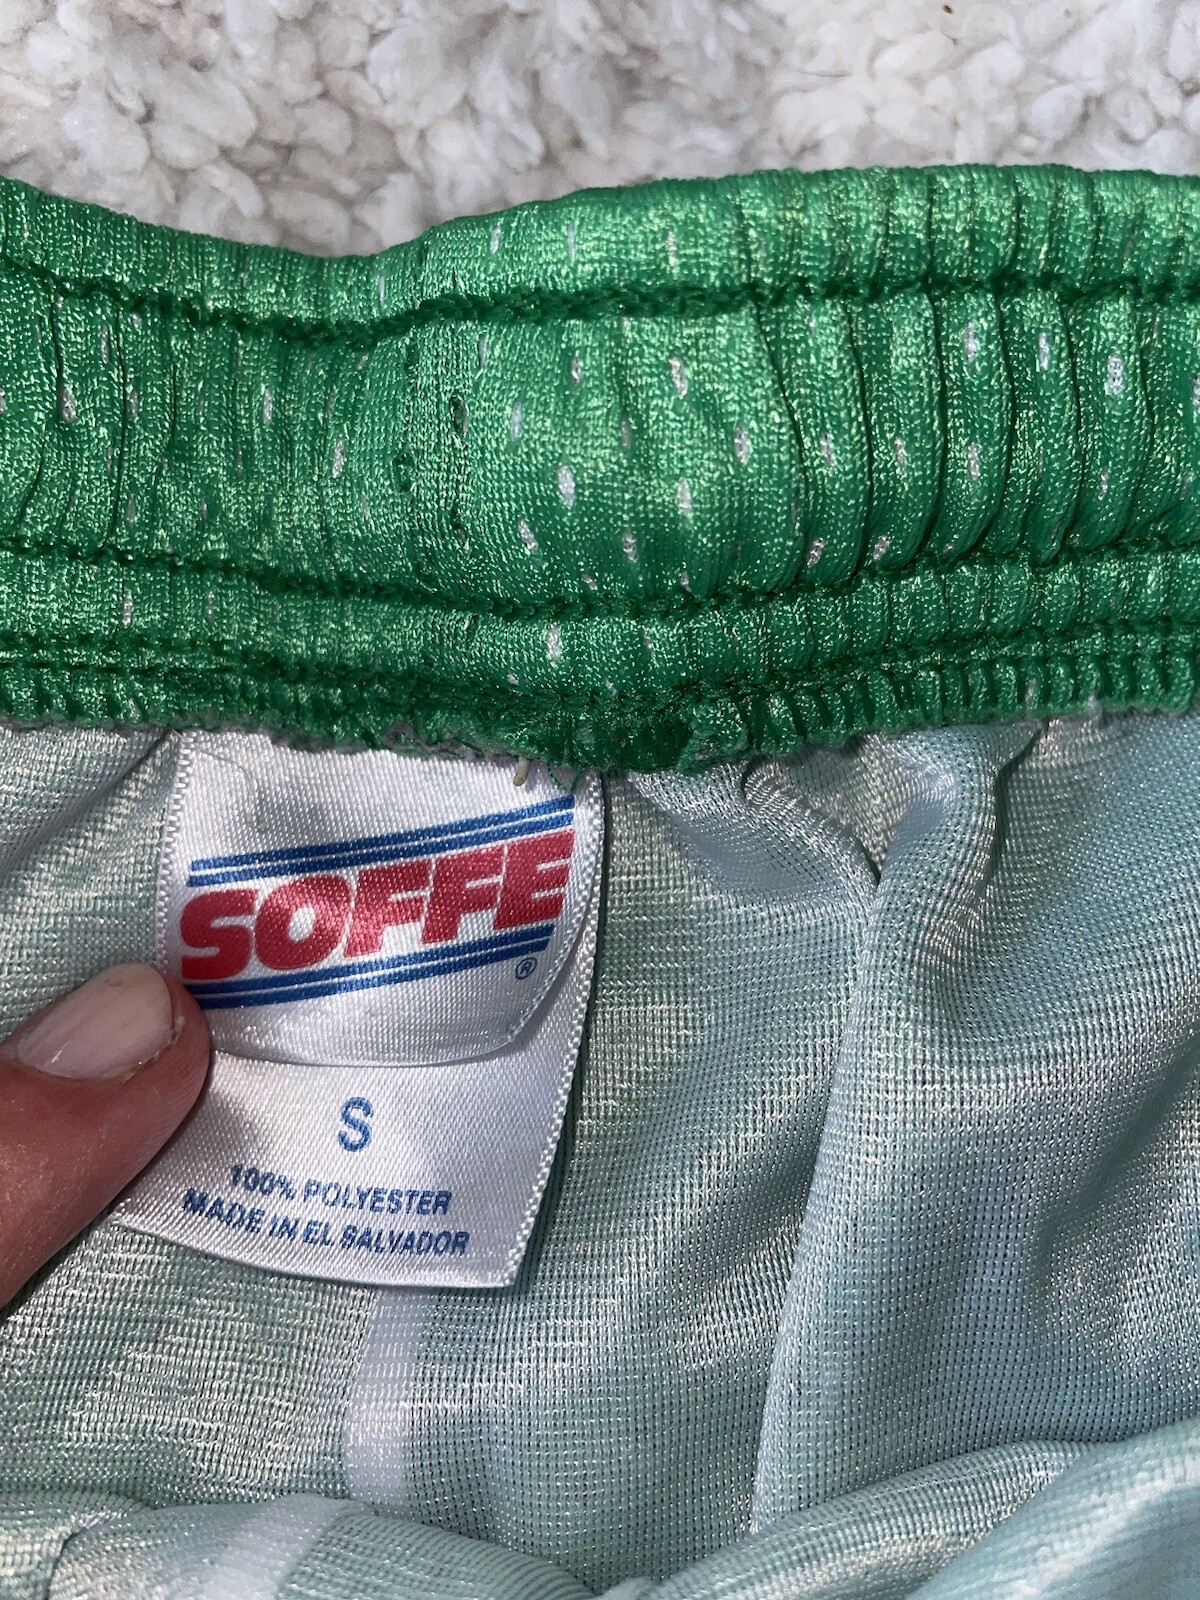 SOFFE
®
S
100% POLYESTER
MADE IN EL SALVADOR